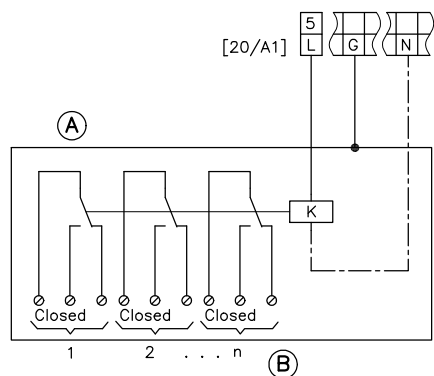 5
[20/A1] L G N
A
K
Closed Closed Closed
1 2 . . . n
B